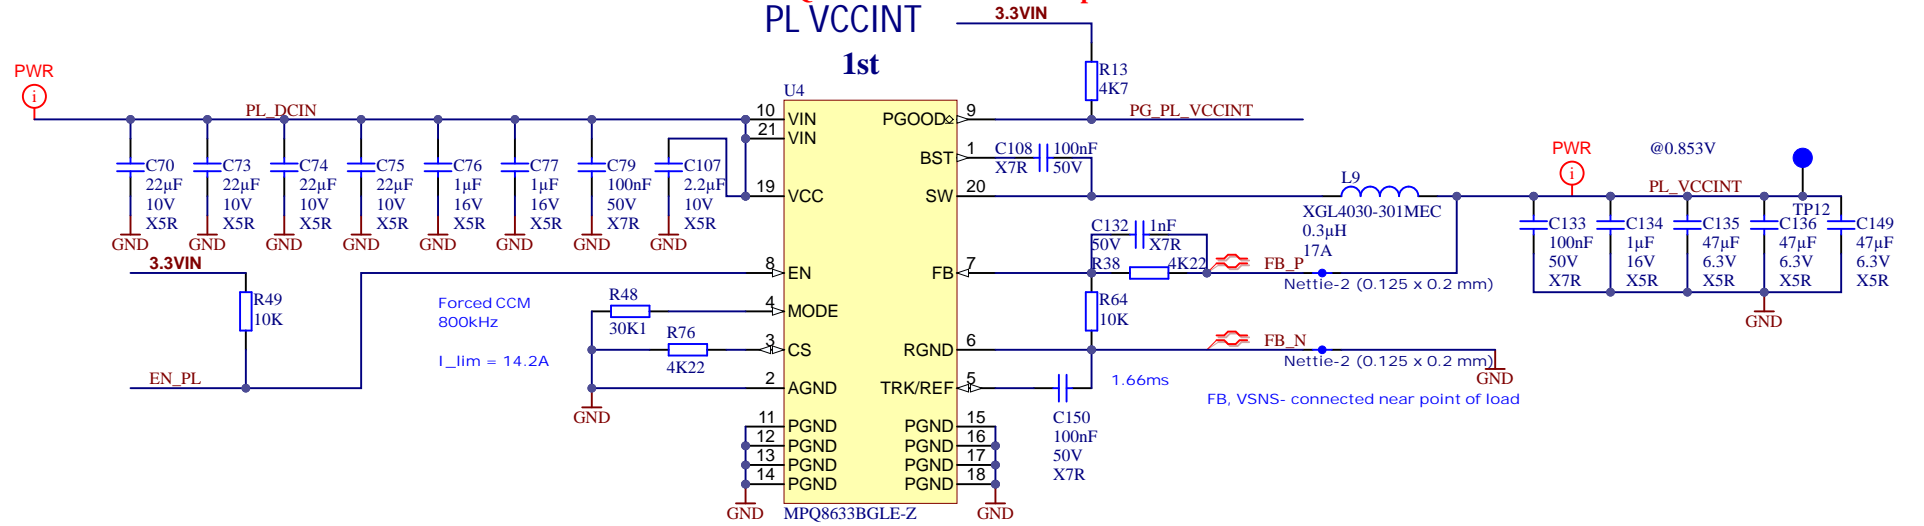 PL VCCINT
1st
3.3VIN
R13
4K7
PWR
i
PL_DCIN
C70
22µF
10V
X5R
GND
C73
22µF
10V
X5R
GND
C74
22µF
10V
X5R
GND
C75
22µF
10V
X5R
GND
C76
1µF
16V
X5R
GND
C77
1µF
16V
X5R
GND
C79
100nF
50V
X7R
GND
C107
2.2µF
10V
X5R
GND
3.3VIN
R49
10K
EN_PL
Forced CCM
800kHz
I_lim = 14.2A
R48
30K1
R76
4K22
GND
U4
10 VIN
21 VIN
19 VCC
8 EN
4 MODE
3 CS
2 AGND
11 PGND
12 PGND
13 PGND
14 PGND
GND
PGOOD 9
BST 1
SW 20
FB 7
RGND 6
TRK/REF 5
PGND 15
PGND 16
PGND 17
PGND 18
GND
MPQ8633BGLE-Z
PG_PL_VCCINT
C108 100nF
X7R 50V
L9
XGL4030-301MEC
0.3µH
17A
C132 1nF
50V X7R
R38 4K22
FB_P
Nettie-2 (0.125 x 0.2 mm)
R64
10K
FB_N
Nettie-2 (0.125 x 0.2 mm)
GND
1.66ms
FB, VSNS- connected near point of load
C150
100nF
50V
X7R
PWR
i
@0.853V
PL_VCCINT
TP12
C133
100nF
50V
X7R
C134
1µF
16V
X5R
C135
47µF
6.3V
X5R
C136
47µF
6.3V
X5R
C149
47µF
6.3V
X5R
GND